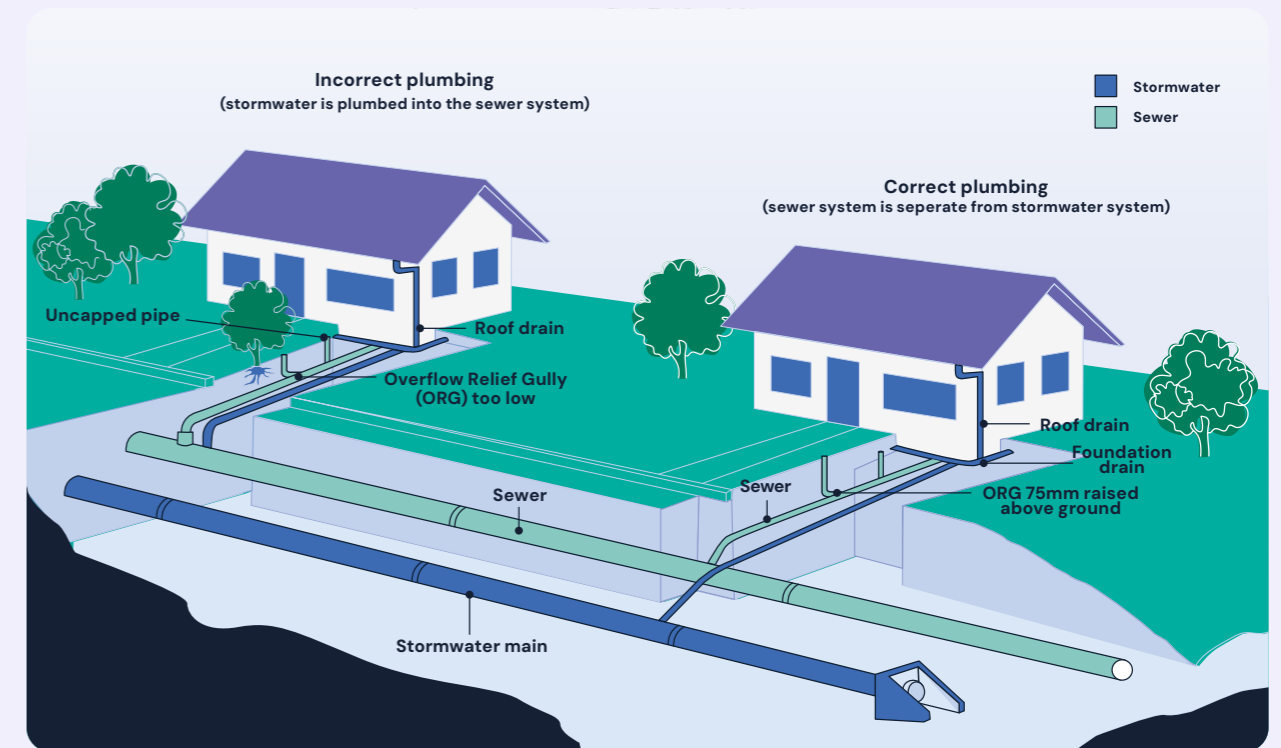 Incorrect plumbing
(stormwater is plumbed into the sewer system)
Stormwater
Sewer
Correct plumbing
(sewer system is seperate from stormwater system)
Uncapped pipe
Roof drain
Overflow Relief Gully
(ORG) too low
Roof drain
Foundation
drain
Sewer
Sewer
ORG 75mm raised
above ground
Stormwater main